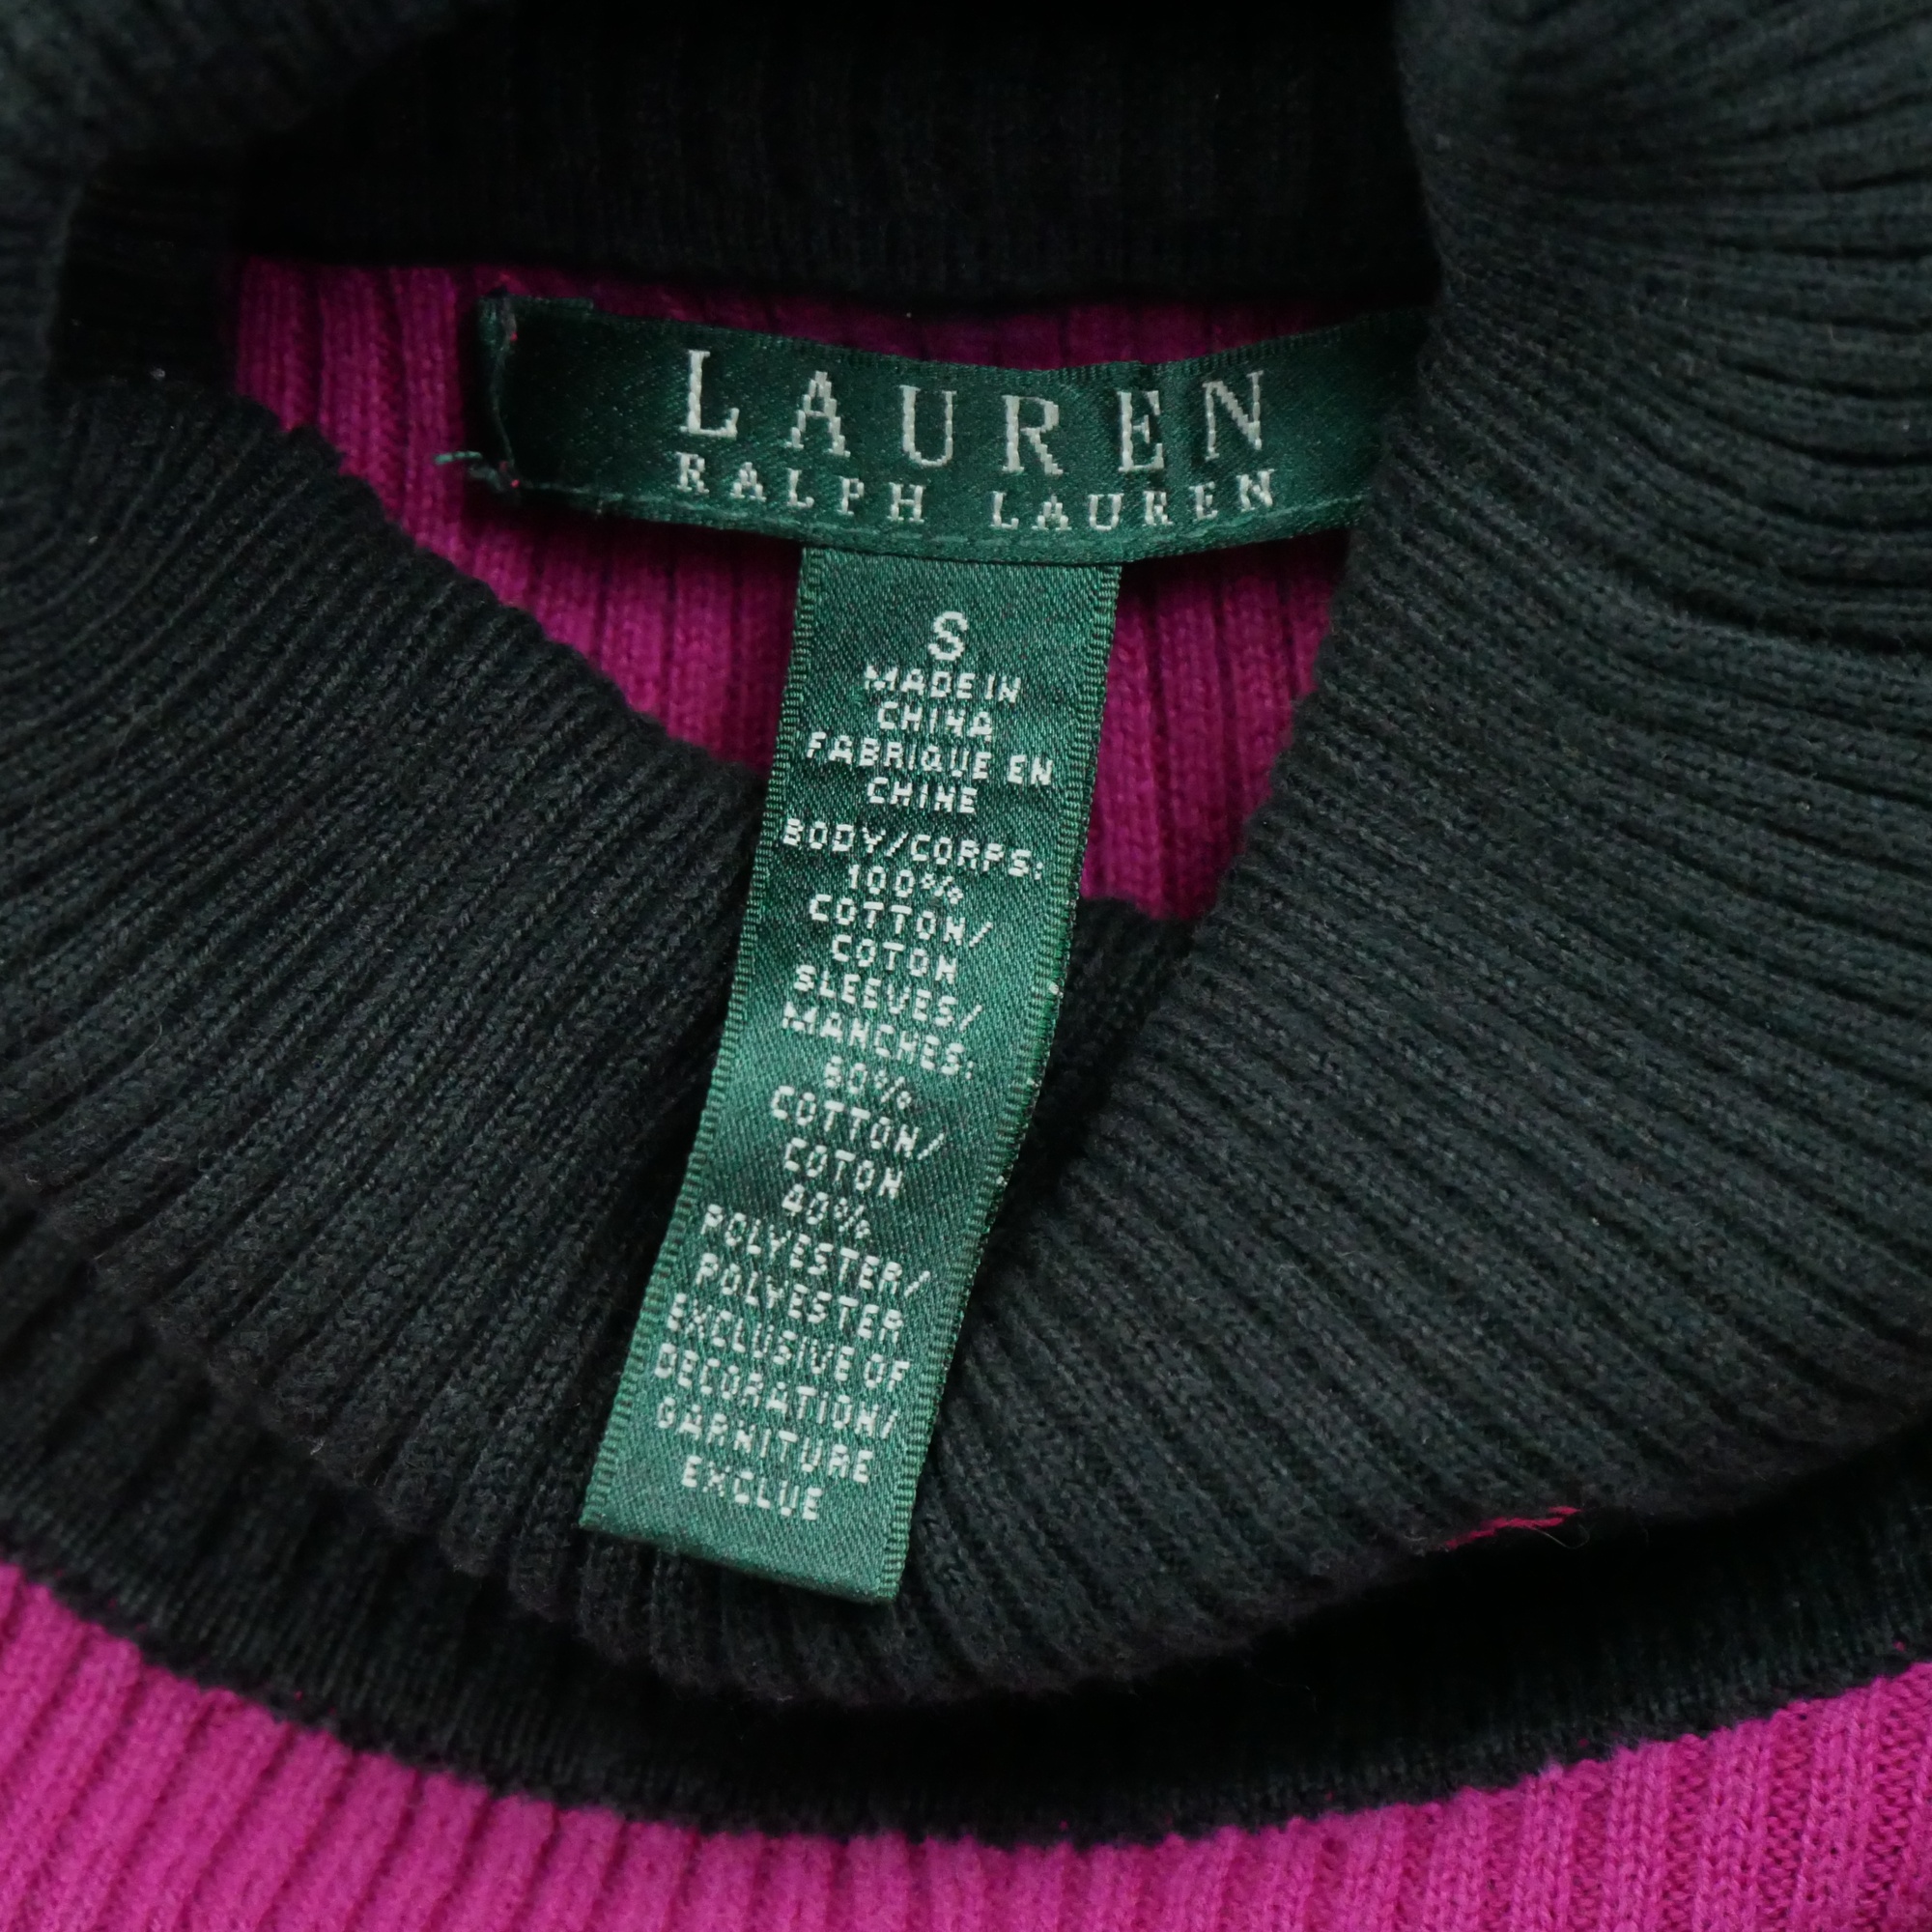 LAUREN
RALPH LAUREN
S
MADE IN
CHINA
FABRIQUE EN
CHINE
BODY/CORPS:
100%
COTTON/
COTON
SLEEVES/
MANCHES:
60%
COTTON/
COTON
40%
POLYESTER/
POLYESTER
EXCLUSIVE OF
DECORATION/
GARNITURE
EXCLUE